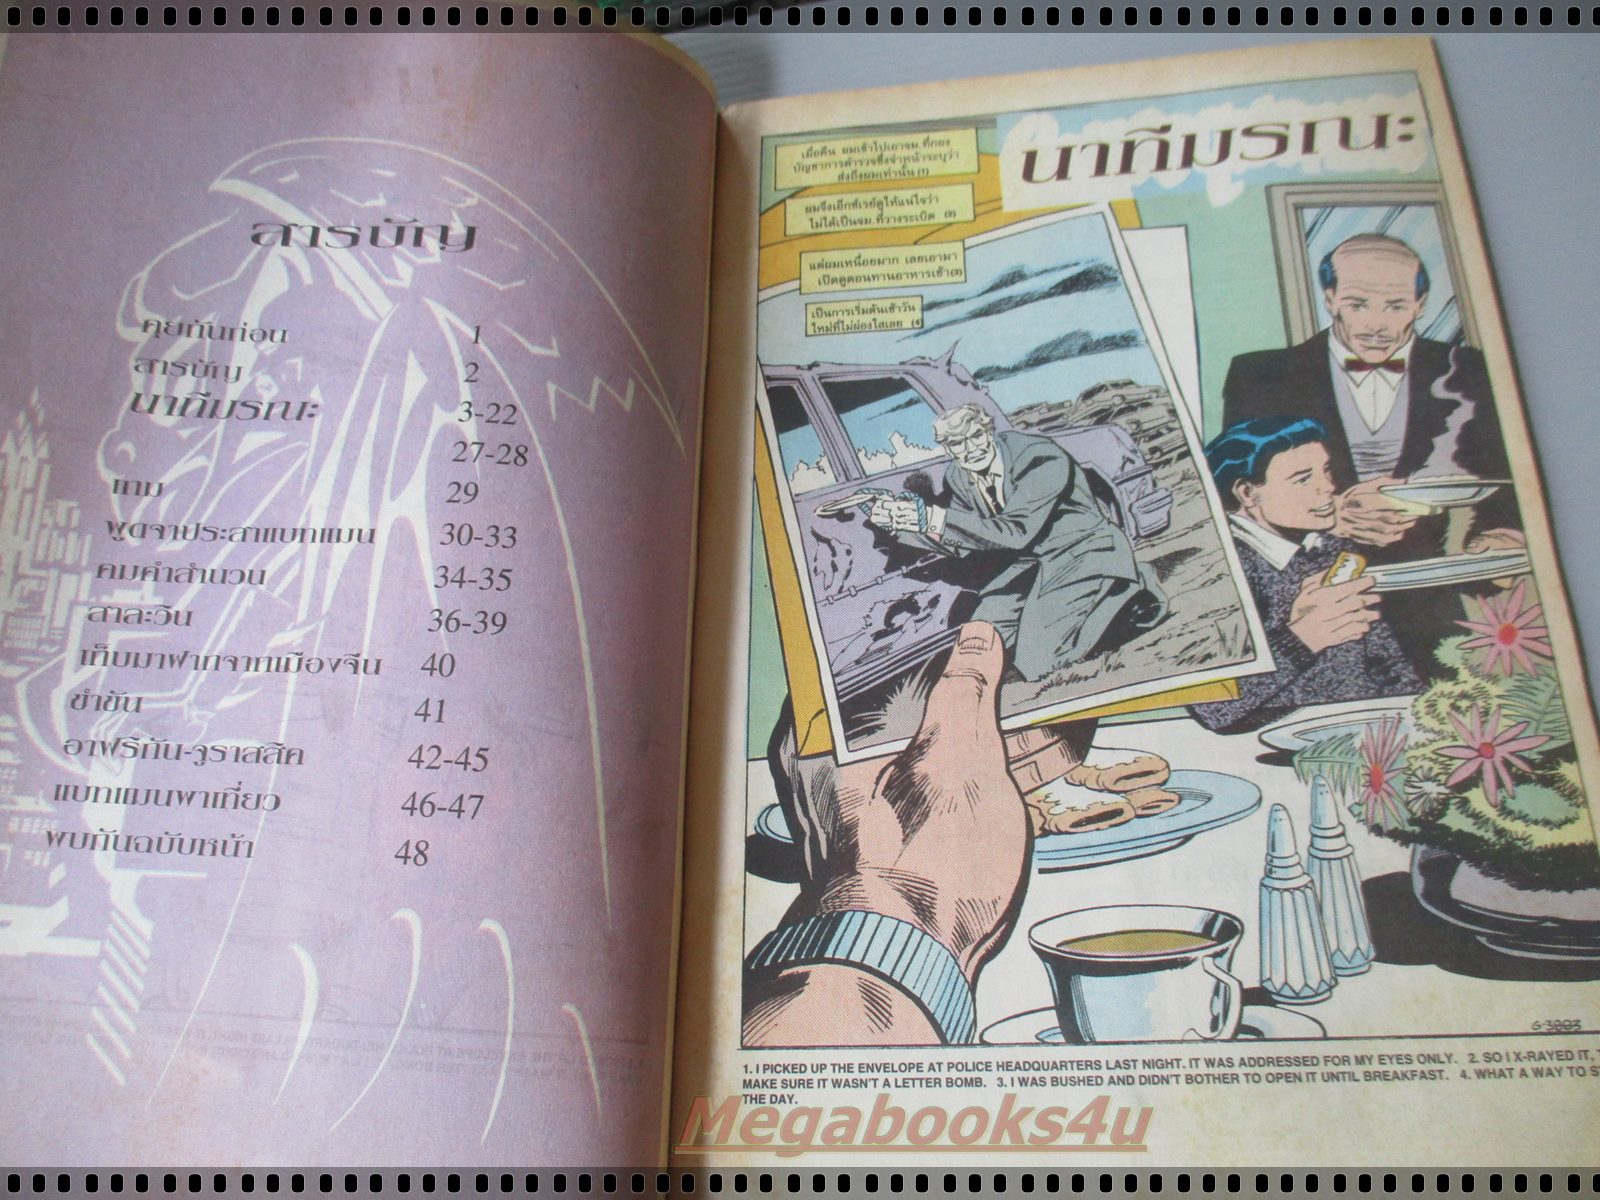 สารบัญ
คุยกันก่อน 1
สารบัญ 2
นาทีมรณะ 3-22
27-28
เกม 29
พูดจาประสาแบทแมน 30-33
คมคำสำนวน 34-35
สาละวิน 36-39
เก็บมาฝากจากเมืองจีน 40
ขำขัน 41
อาฟริกัน-จูราสสิค 42-45
แบทแมนพาเที่ยว 46-47
พบกันฉบับหน้า 48
นาทีมรณะ
เมื่อคืน ผมเข้าไปเอาจม.ที่กอง
บัญชาการตำรวจซึ่งจ่าหน้าระบุว่า
ส่งถึงผมเท่านั้น (1)
ผมจึงเอ๊กซ์เรย์ดูให้แน่ใจว่า
ไม่ได้เป็นจม.ที่วางระเบิด (2)
แต่ผมเหนื่อยมาก เลยเอามา
เปิดดูตอนทานอาหารเช้า(3)
เป็นการเริ่มต้นเช้าวัน
ใหม่ที่ไม่ผ่องใสเลย (4)
G-3003
1. I PICKED UP THE ENVELOPE AT POLICE HEADQUARTERS LAST NIGHT. IT WAS ADDRESSED FOR MY EYES ONLY. 2. SO I X-RAYED IT,
MAKE SURE IT WASN'T A LETTER BOMB. 3. I WAS BUSHED AND DIDN'T BOTHER TO OPEN IT UNTIL BREAKFAST. 4. WHAT A WAY TO
THE DAY.
Megabooks4u